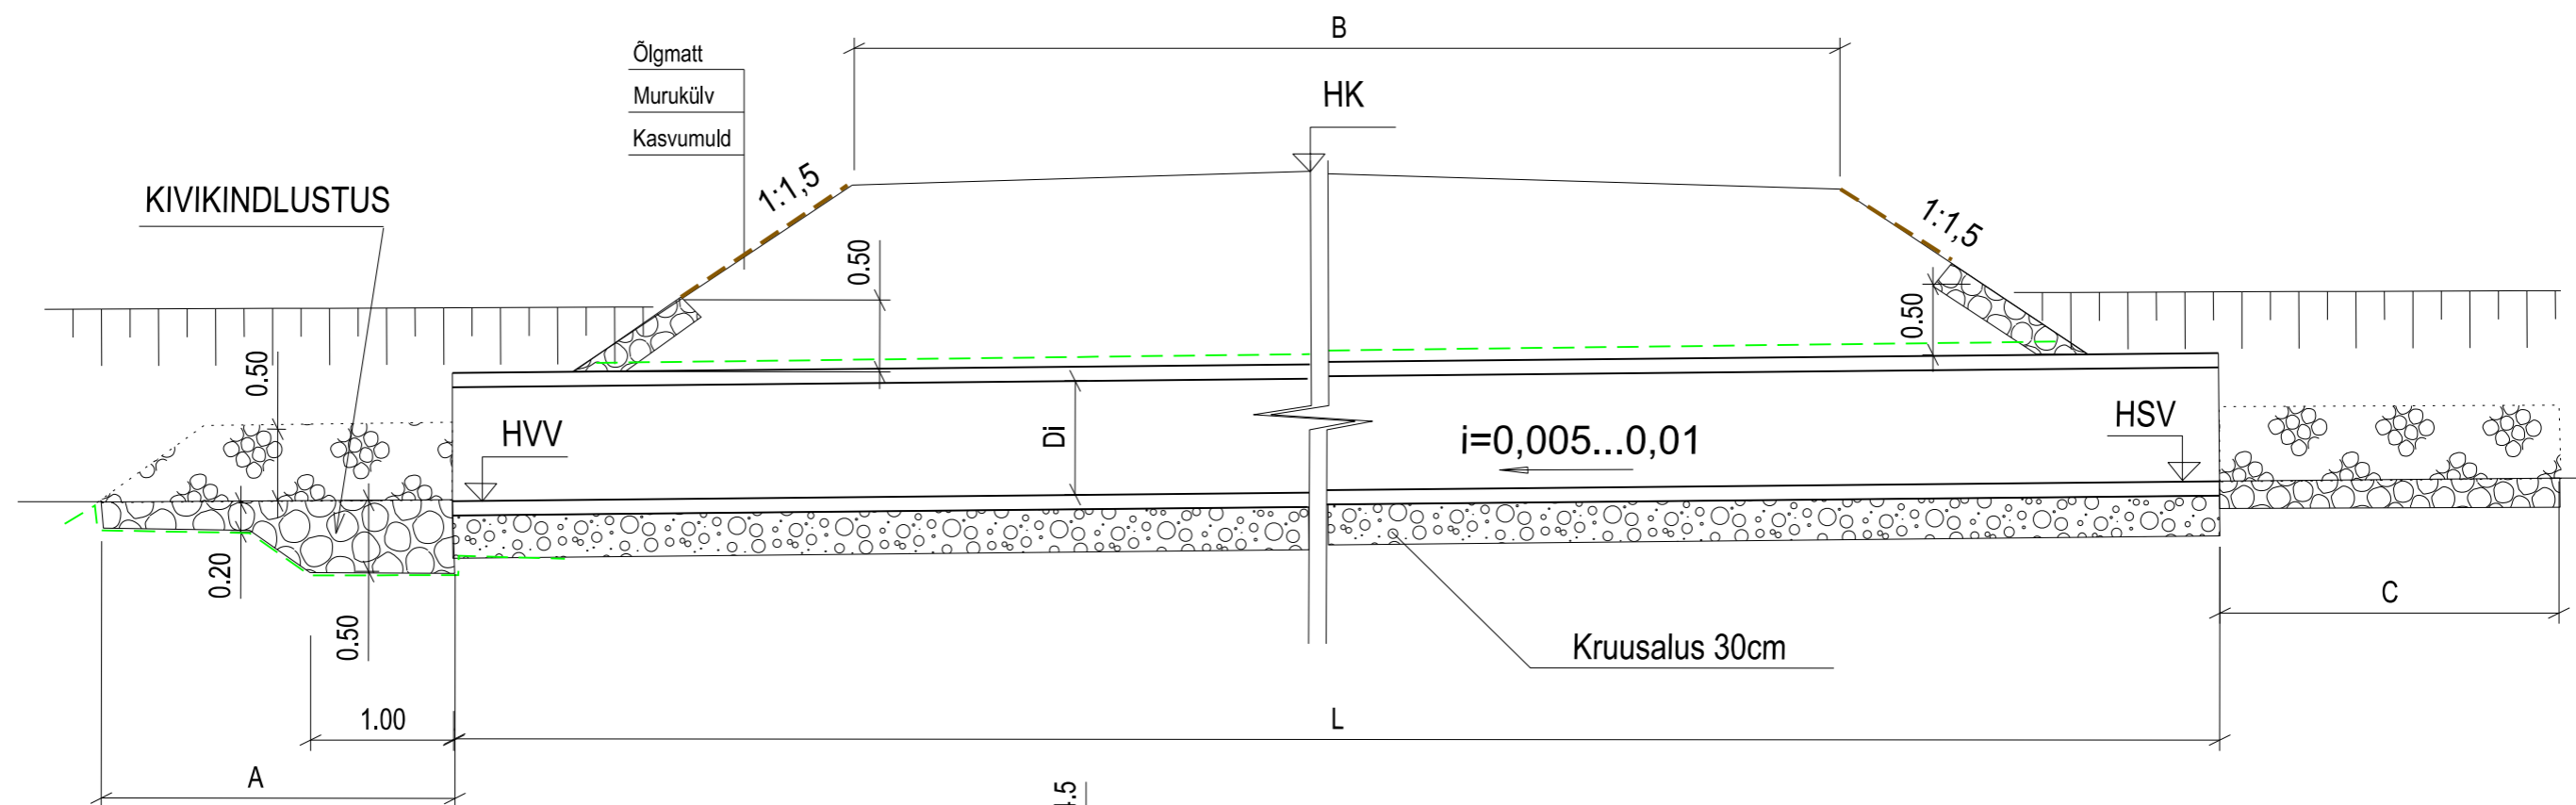 B
Õlgmatt
Murukülv
Kasvumuld
HK
KIVIKINDLUSTUS
1:1,5
1:1,5
0.50
0.50
0.50
HVV
Di
i=0,005...0,01
HSV
0.20
0.50
C
Kruusalus 30cm
1.00
L
A